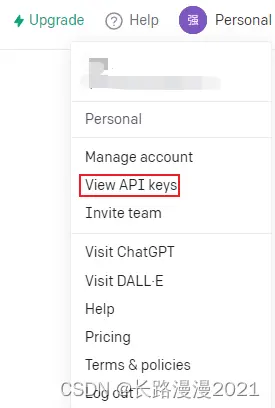 Upgrade Help 强 Personal
Personal
Manage account
View API keys
Invite team
Visit ChatGPT
Visit DALL·E
Help
Pricing
Terms & policies
Log out
CSDN @长路漫漫2021